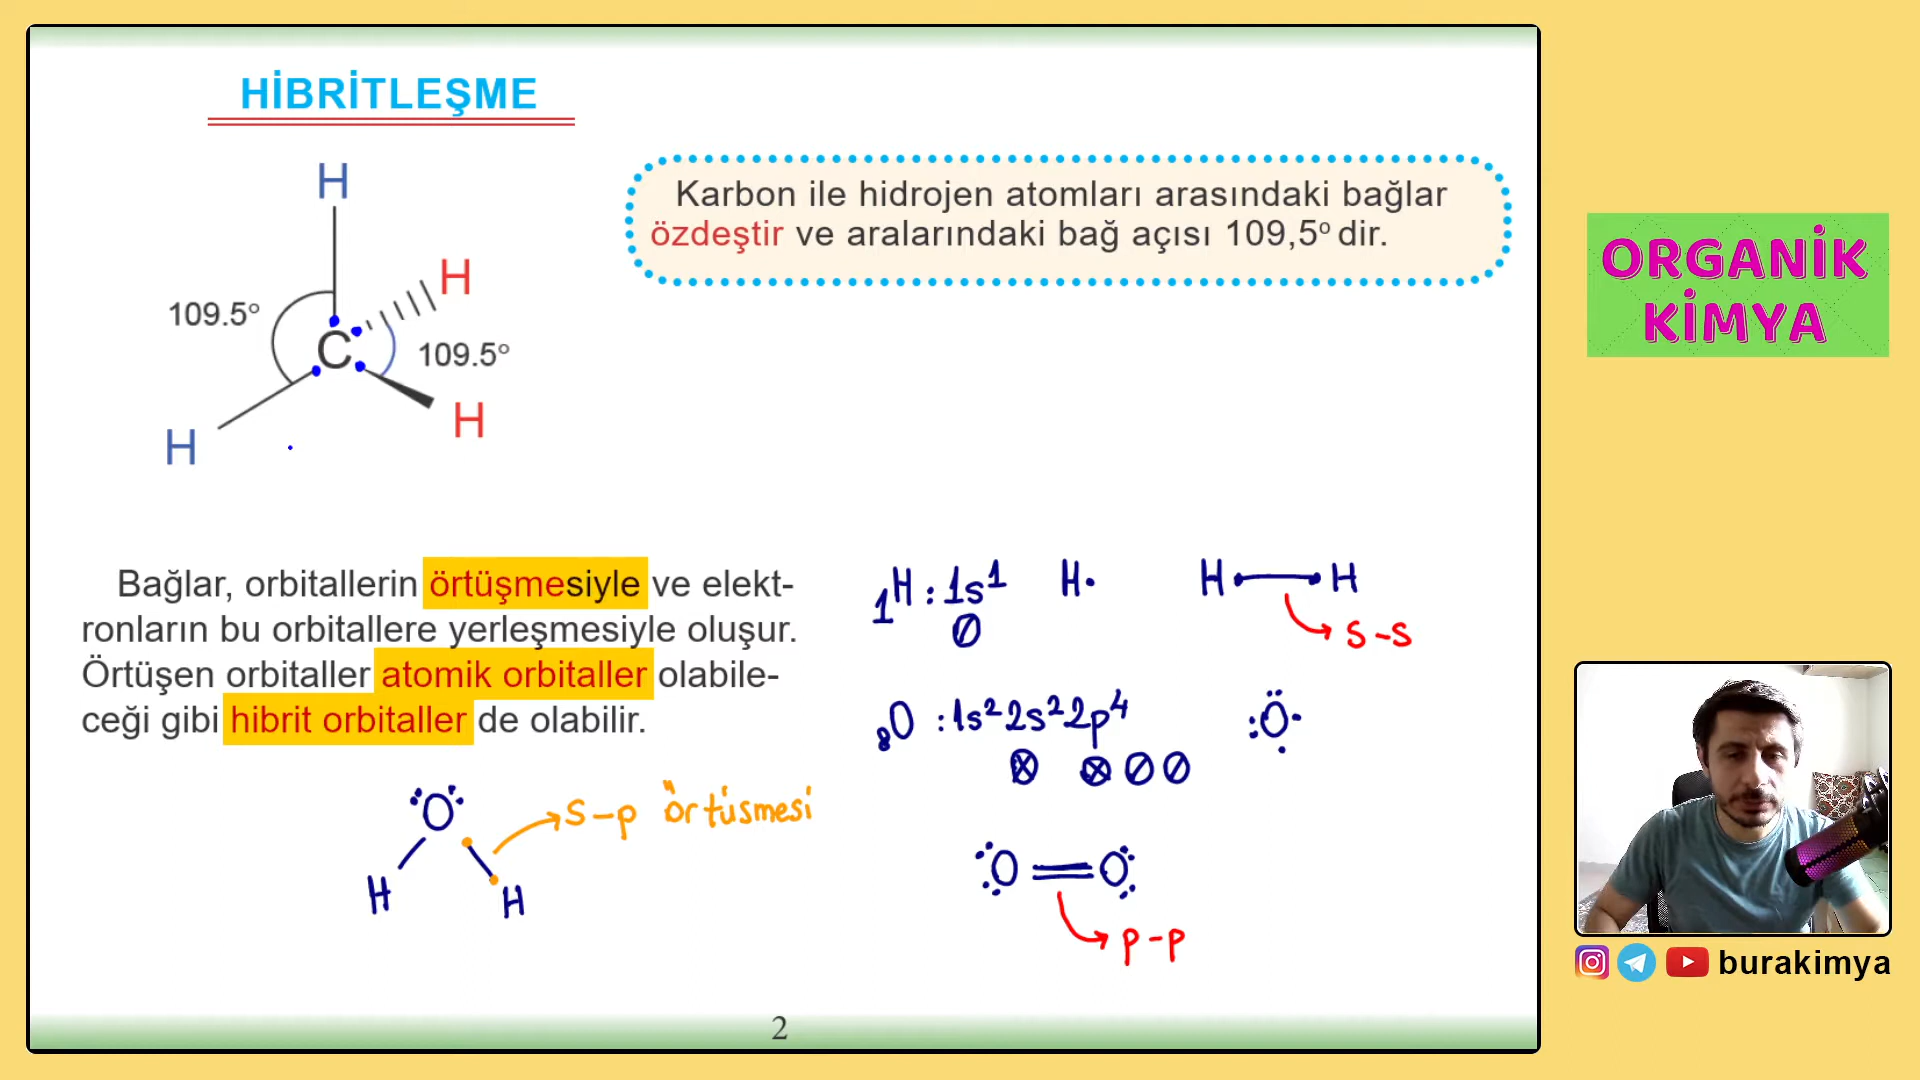 HİBRİTLEŞME
H
H
109.5°
C
109.5°
H
H
Karbon ile hidrojen atomları arasındaki bağlar
özdeştir ve aralarındaki bağ açısı 109,5° dir.
ORGANİK
KİMYA
Bağlar, orbitallerin örtüşmesiyle ve elekt-
ronların bu orbitallere yerleşmesiyle oluşur.
Örtüşen orbitaller atomik orbitaller olabile-
ceği gibi hibrit orbitaller de olabilir.
₁H : 1s¹ H· H H
s-s
₈O : 1s² 2s² 2p⁴ :Ö·
O s-p örtüsmesi
H H
O = O
p-p
burakimya
2